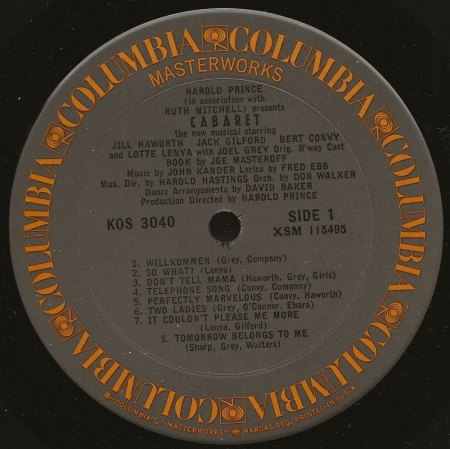 COLUMBIA COLUMBIA COLUMBIA COLUMBIA COLUMBIA COLUMBIA COLUMBIA COLUMBIA
MASTERWORKS
HAROLD PRINCE
(in association with
RUTH MITCHELL) presents
CABARET
the new musical starring
JILL HAWORTH JACK GILFORD BERT CONVY
and LOTTE LENYA with JOEL GREY Orig. B'way Cast
BOOK by JOE MASTEROFF
Music by JOHN KANDER Lyrics by FRED EBB
Mus. Dir. by HAROLD HASTINGS Orch. by DON WALKER
Dance Arrangements by DAVID BAKER
Production Directed by HAROLD PRINCE
KOS 3040
SIDE 1
XSM 115495
1. WILLKOMMEN (Grey, Company)
2. SO WHAT? (Lenya)
3. DON'T TELL MAMA (Haworth, Grey, Girls)
4. TELEPHONE SONG (Convy, Company)
5. PERFECTLY MARVELOUS (Convy, Haworth)
6. TWO LADIES (Grey, O'Connor, Ehara)
7. IT COULDN'T PLEASE ME MORE
(Lenya, Gilford)
8. TOMORROW BELONGS TO ME
(Sharp, Grey, Waiters)
® "COLUMBIA", "MASTERWORKS", MARCAS REG. PRINTED IN U.S.A.